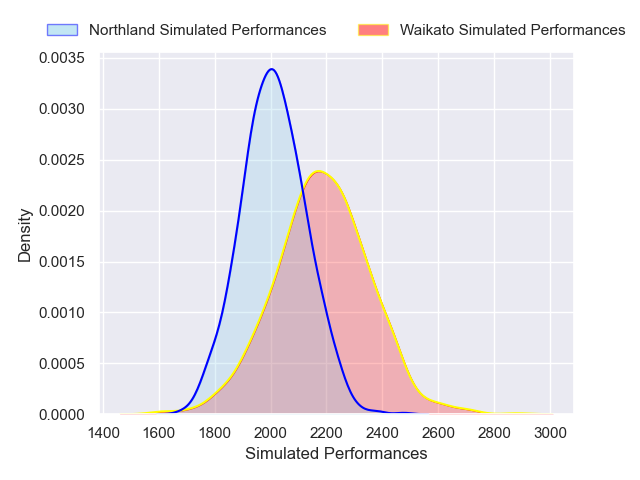 Northland Simulated Performances Waikato Simulated Performances
0.0035
0.0030
0.0025
0.0020
0.0015
0.0010
0.0005
0.0000
Density
1400 1600 1800 2000 2200 2400 2600 2800 3000
Simulated Performances